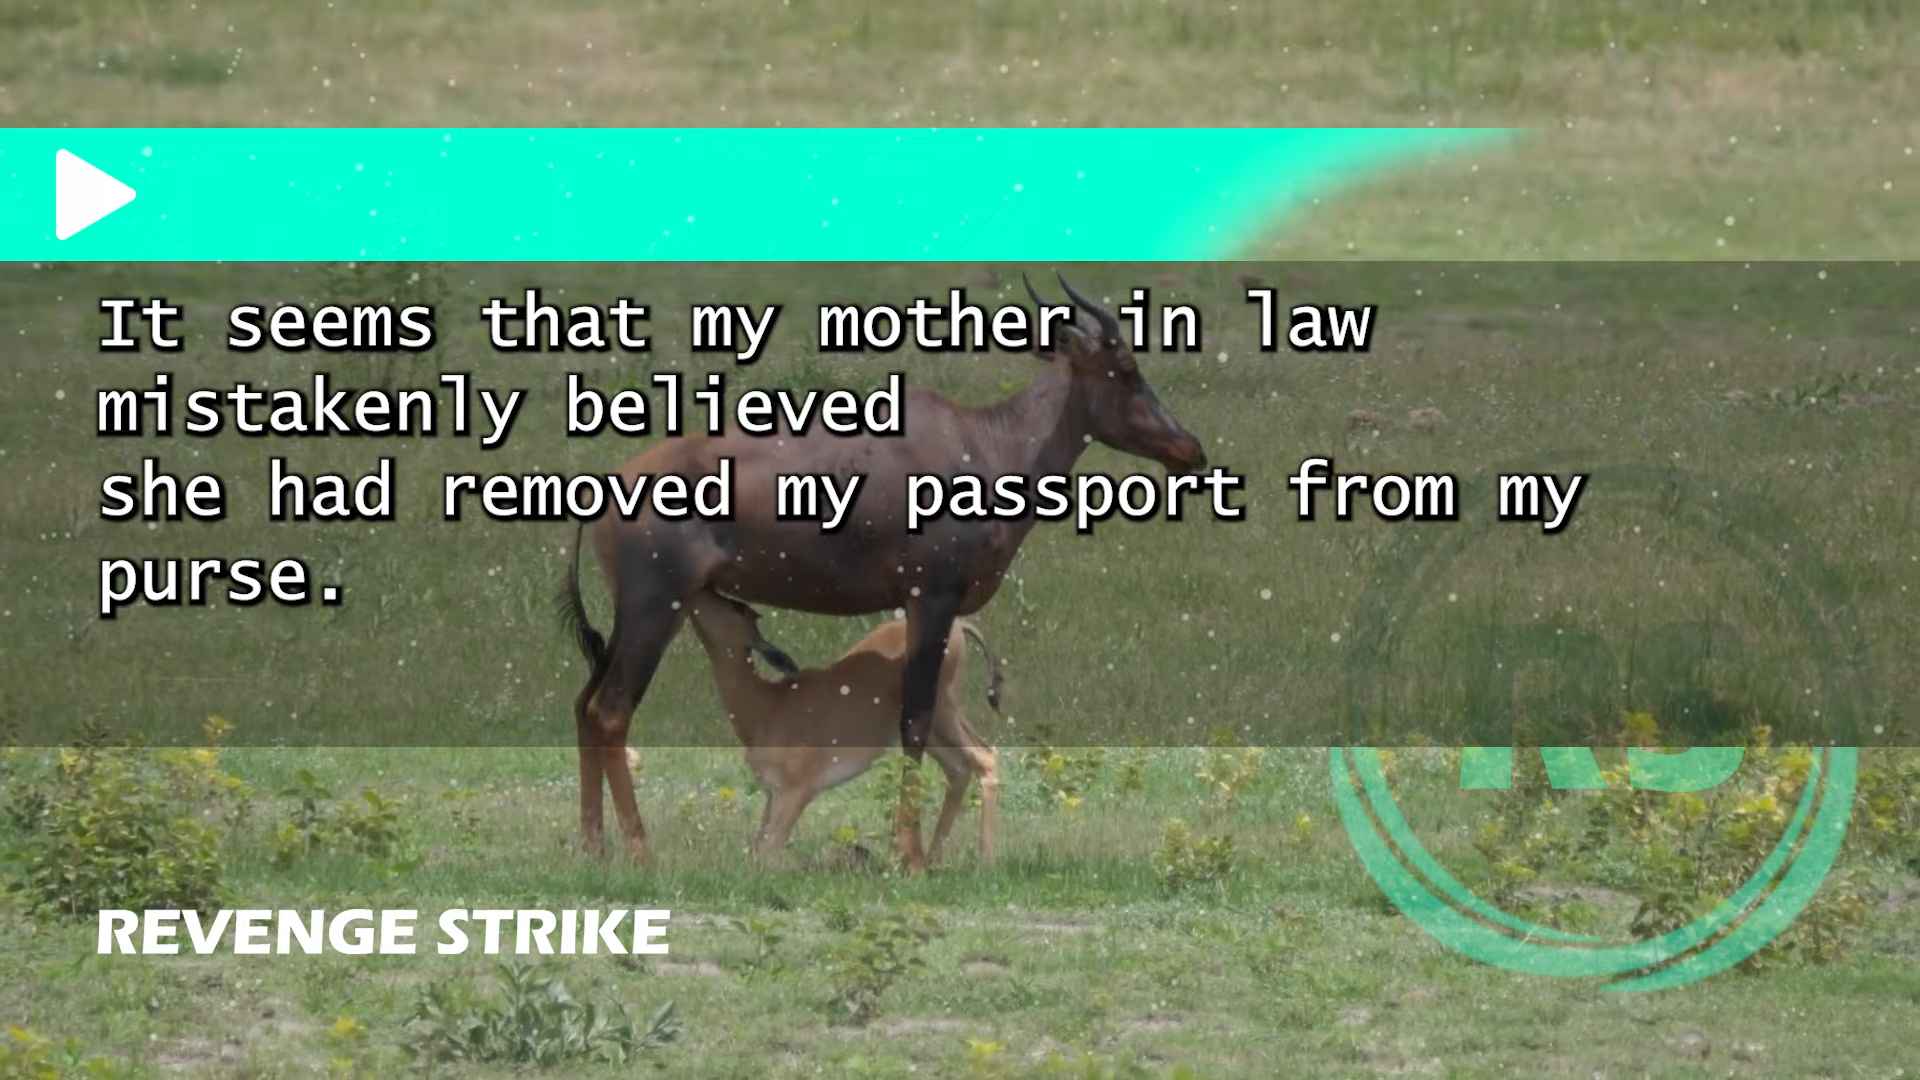 It seems that my mother in law
mistakenly believed
she had removed my passport from my
purse.
RS
REVENGE STRIKE